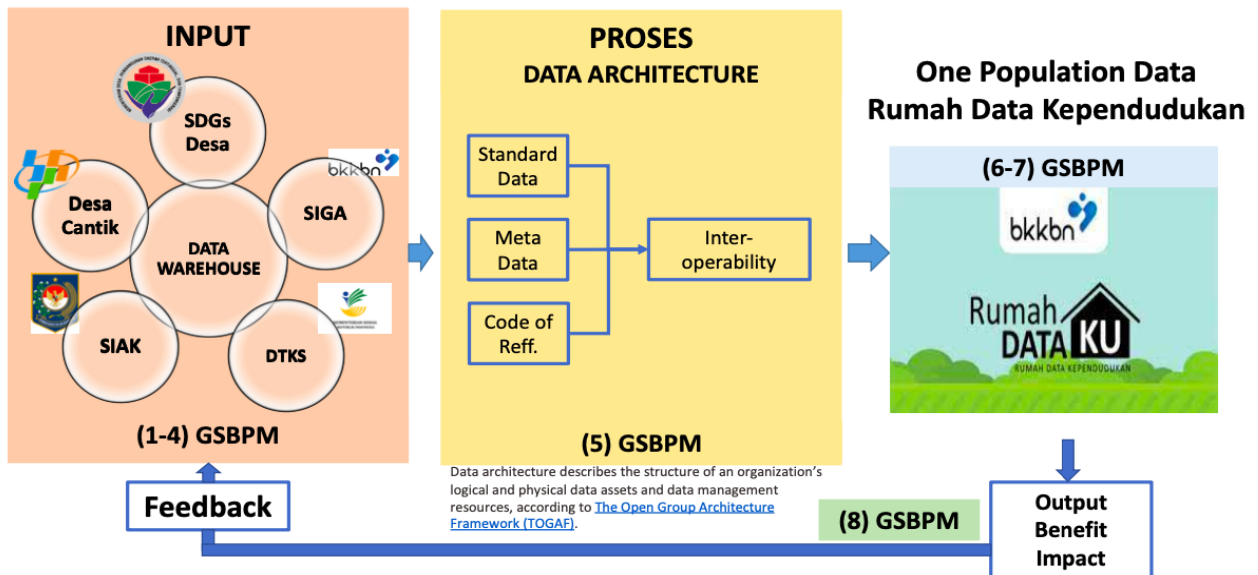 INPUT
SDGs
Desa
bkkbn
Desa
Cantik
SIGA
DATA
WAREHOUSE
SIAK
DTKS
(1-4) GSBPM
PROSES
DATA ARCHITECTURE
Standard
Data
Meta
Data
Code of
Reff.
Inter-
operability
(5) GSBPM
Data architecture describes the structure of an organization's
logical and physical data assets and data management
resources, according to The Open Group Architecture
Framework (TOGAF).
One Population Data
Rumah Data Kependudukan
(6-7) GSBPM
bkkbn
Rumah
DATA KU
RUMAH DATA KEPENDUDUKAN
Output
Benefit
Impact
(8) GSBPM
Feedback